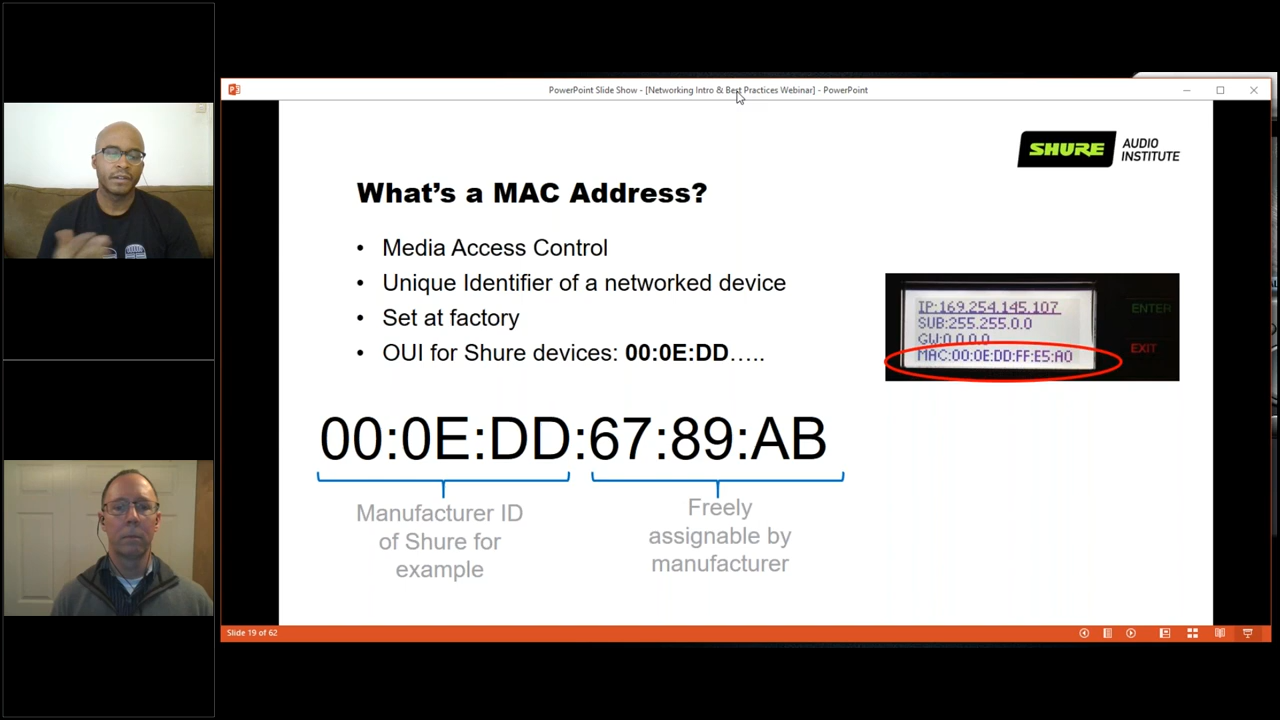 PowerPoint Slide Show - [Networking Intro & Best Practices Webinar] - PowerPoint
SHURE AUDIO INSTITUTE
What's a MAC Address?
• Media Access Control
• Unique Identifier of a networked device
• Set at factory
• OUI for Shure devices: 00:0E:DD…..
IP:169.254.145.107
SUB:255.255.0.0
GW:0.0.0.0
MAC:00:0E:DD:FF:E5:A0
ENTER
EXIT
00:0E:DD:67:89:AB
Manufacturer ID
of Shure for
example
Freely
assignable by
manufacturer
Slide 19 of 62